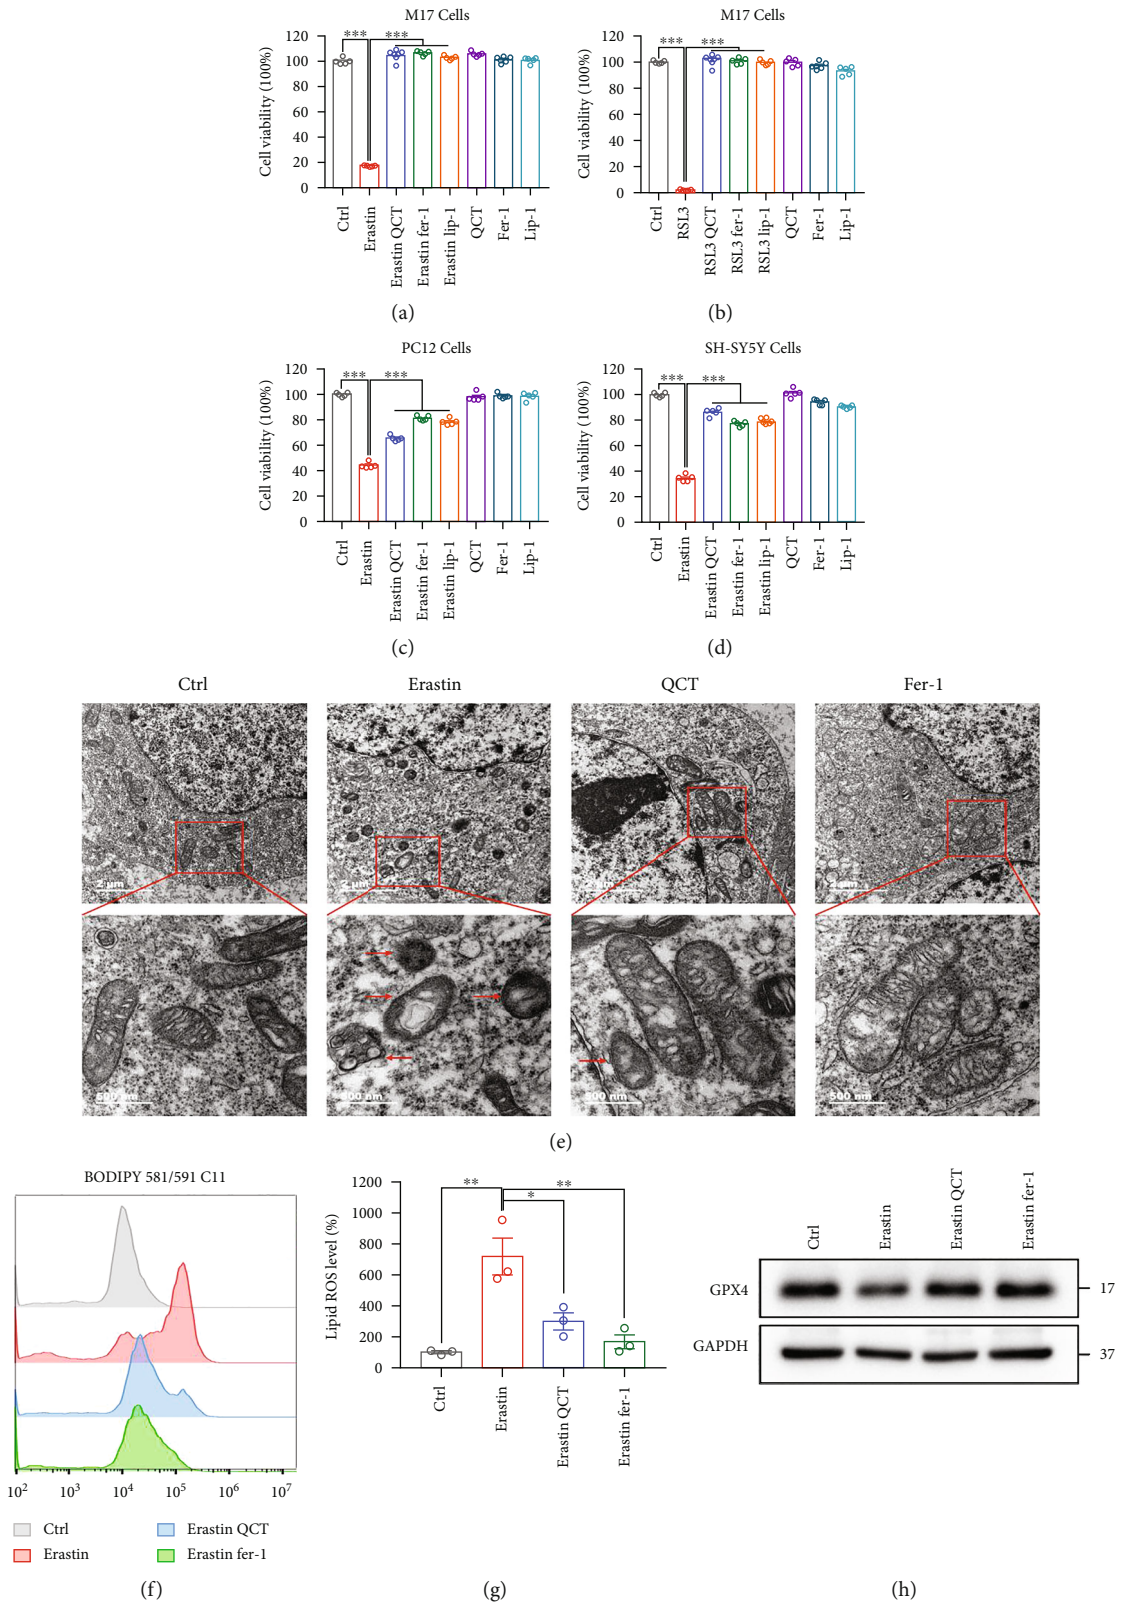 M17 Cells
Cell viability (100%)
120
100
80
60
40
20
0
***
***
Ctrl
Erastin
Erastin QCT
Erastin fer-1
Erastin lip-1
QCT
Fer-1
Lip-1
(a)
M17 Cells
Cell viability (100%)
120
100
80
60
40
20
0
***
***
Ctrl
RSL3
RSL3 QCT
RSL3 fer-1
RSL3 lip-1
QCT
Fer-1
Lip-1
(b)
PC12 Cells
Cell viability (100%)
120
100
80
60
40
20
0
***
***
Ctrl
Erastin
Erastin QCT
Erastin fer-1
Erastin lip-1
QCT
Fer-1
Lip-1
(c)
SH-SY5Y Cells
Cell viability (100%)
120
100
80
60
40
20
0
***
***
Ctrl
Erastin
Erastin QCT
Erastin fer-1
Erastin lip-1
QCT
Fer-1
Lip-1
(d)
Ctrl
Erastin
QCT
Fer-1
2 μm
2 μm
500 nm
500 nm
500 nm
500 nm
(e)
BODIPY 581/591 C11
10²
10³
10⁴
10⁵
10⁶
10⁷
Ctrl
Erastin QCT
Erastin
Erastin fer-1
(f)
Lipid ROS level (%)
1200
1000
800
600
400
200
0
**
**
*
Ctrl
Erastin
Erastin QCT
Erastin fer-1
(g)
Ctrl
Erastin
Erastin QCT
Erastin fer-1
GPX4
17
GAPDH
37
(h)